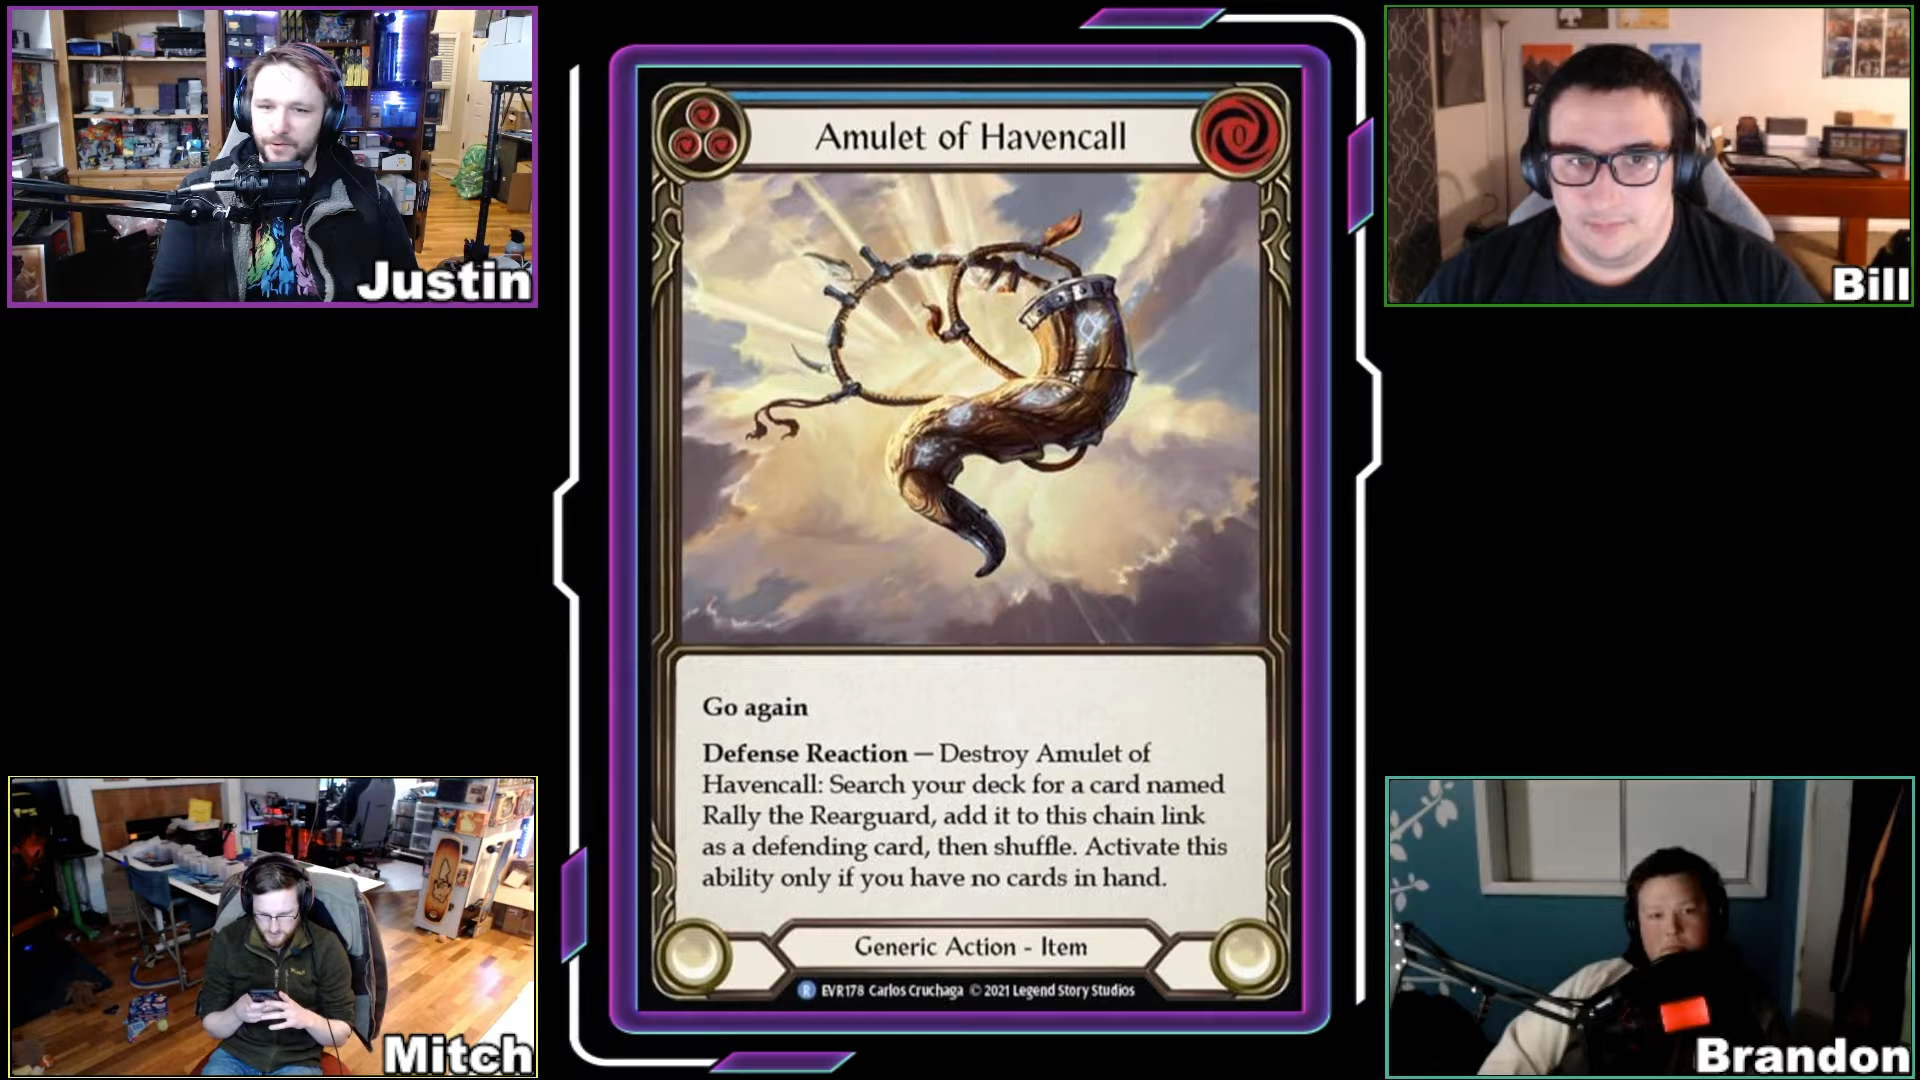 Justin
Amulet of Havencall
0
Bill
Go again
Defense Reaction — Destroy Amulet of
Havencall: Search your deck for a card named
Rally the Rearguard, add it to this chain link
as a defending card, then shuffle. Activate this
ability only if you have no cards in hand.
Generic Action - Item
R EVR178 Carlos Cruchaga © 2021 Legend Story Studios
Mitch
Brandon